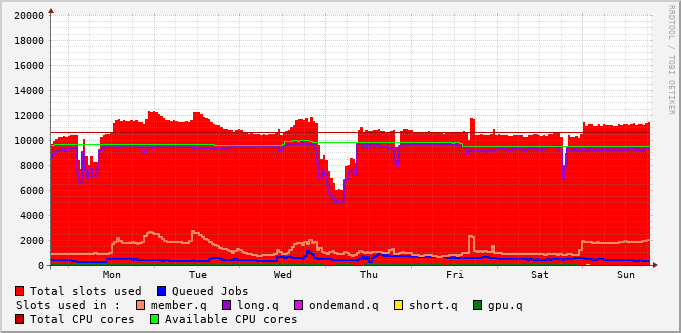 RRDTOOL / TOBI OETIKER
20000
18000
16000
14000
12000
10000
8000
6000
4000
2000
0
Mon Tue Wed Thu Fri Sat Sun
Total slots used Queued Jobs
Slots used in : member.q long.q ondemand.q short.q gpu.q
Total CPU cores Available CPU cores